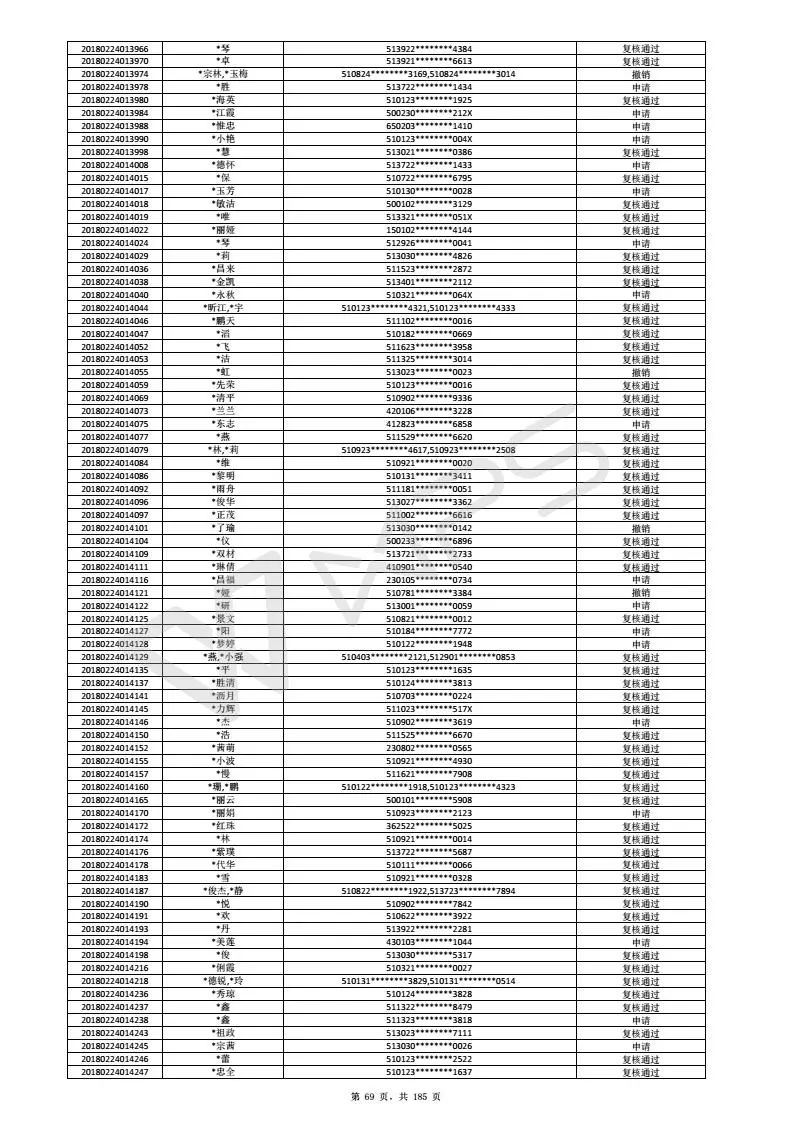 20180224013966 *琴 513922********4384 复核通过
20180224013970 *卓 513921********6613 复核通过
20180224013974 *宗林,*玉梅 510824********3169,510824********3014 撤销
20180224013978 *胜 513722********1434 申请
20180224013980 *海英 510123********1925 复核通过
20180224013984 *江霞 500230********212X 申请
20180224013988 *惟忠 650203********1410 申请
20180224013990 *小艳 510123********004X 申请
20180224013998 *慧 513021********0386 复核通过
20180224014008 *德怀 513722********1433 申请
20180224014015 *保 510722********6795 复核通过
20180224014017 *玉芳 510130********0028 申请
20180224014018 *敏洁 500102********3129 复核通过
20180224014019 *唯 513321********051X 复核通过
20180224014022 *丽娅 150102********4144 复核通过
20180224014024 *琴 512926********0041 申请
20180224014029 *莉 513030********4826 复核通过
20180224014036 *昌来 511523********2872 复核通过
20180224014038 *金凯 513401********2112 复核通过
20180224014040 *永秋 510321********064X 申请
20180224014044 *昕江,*宇 510123********4321,510123********4333 复核通过
20180224014046 *鹏天 511102********0016 复核通过
20180224014047 *滔 510182********0669 复核通过
20180224014052 *飞 511623********3958 复核通过
20180224014053 *洁 511325********3014 复核通过
20180224014055 *虹 513023********0023 撤销
20180224014059 *先荣 510123********0016 复核通过
20180224014069 *清平 510902********9336 复核通过
20180224014073 *兰兰 420106********3228 复核通过
20180224014075 *东志 412823********6858 申请
20180224014077 *燕 511529********6620 复核通过
20180224014079 *林,*莉 510923********4617,510923********2508 复核通过
20180224014084 *维 510921********0020 复核通过
20180224014086 *黎明 510131********3411 复核通过
20180224014092 *雨舟 511181********0051 复核通过
20180224014096 *俊华 513027********3362 复核通过
20180224014097 *正茂 511002********6616 复核通过
20180224014101 *了瑜 513030********0142 撤销
20180224014104 *仪 500233********6896 复核通过
20180224014109 *双材 513721********2733 复核通过
20180224014111 *琳倩 410901********0540 复核通过
20180224014116 *昌福 230105********0734 申请
20180224014121 *娅 510781********3384 撤销
20180224014122 *研 513001********0059 申请
20180224014125 *景文 510821********0012 复核通过
20180224014127 *阳 510184********7772 申请
20180224014128 *梦婷 510122********1948 申请
20180224014129 *燕,*小强 510403********2121,512901********0853 复核通过
20180224014135 *平 510123********1635 复核通过
20180224014137 *胜清 510124********3813 复核通过
20180224014141 *沥月 510703********0224 复核通过
20180224014145 *力辉 511023********517X 复核通过
20180224014146 *杰 510902********3619 申请
20180224014150 *浩 511525********6670 复核通过
20180224014152 *茜萌 230802********0565 复核通过
20180224014155 *小波 510921********4930 复核通过
20180224014157 *慢 511621********7908 复核通过
20180224014160 *珊,*鹏 510122********1918,510123********4323 复核通过
20180224014165 *丽云 500101********5908 复核通过
20180224014170 *丽娟 510923********2123 申请
20180224014172 *红珠 362522********5025 复核通过
20180224014174 *林 510921********0014 复核通过
20180224014176 *紫璞 513722********5687 复核通过
20180224014178 *代华 510111********0066 复核通过
20180224014183 *雪 510921********0328 复核通过
20180224014187 *俊杰,*静 510822********1922,513723********7894 复核通过
20180224014190 *悦 510902********7842 复核通过
20180224014191 *欢 510622********3922 复核通过
20180224014193 *丹 513922********2281 复核通过
20180224014194 *美莲 430103********1044 申请
20180224014198 *俊 513030********5317 复核通过
20180224014216 *俐霞 510321********0027 复核通过
20180224014218 *德锐,*玲 510131********3829,510131********0514 复核通过
20180224014236 *秀琼 510124********3828 复核通过
20180224014237 *鑫 511322********8479 复核通过
20180224014238 *鑫 511323********3818 申请
20180224014243 *祖政 513023********7111 复核通过
20180224014245 *宗茜 513030********0026 申请
20180224014246 *蕾 510123********2522 复核通过
20180224014247 *忠全 510123********1637 复核通过
WPS
第 69 页，共 185 页